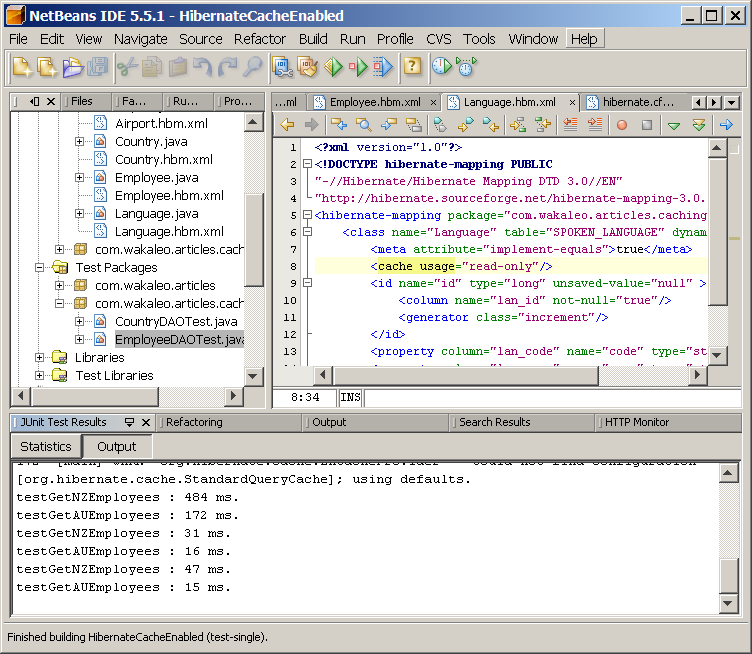 NetBeans IDE 5.5.1 - HibernateCacheEnabled
File Edit View Navigate Source Refactor Build Run Profile CVS Tools Window Help
Files Fa... Ru... Pro...
Airport.hbm.xml
Country.java
Country.hbm.xml
Employee.java
Employee.hbm.xml
Language.java
Language.hbm.xml
com.wakaleo.articles.cach
Test Packages
com.wakaleo.articles
com.wakaleo.articles.cach
CountryDAOTest.java
EmployeeDAOTest.java
Libraries
Test Libraries
...ml Employee.hbm.xml Language.hbm.xml hibernate.cf...
1 <?xml version="1.0"?>
2 <!DOCTYPE hibernate-mapping PUBLIC
3 "-//Hibernate/Hibernate Mapping DTD 3.0//EN"
4 "http://hibernate.sourceforge.net/hibernate-mapping-3.0.
5 <hibernate-mapping package="com.wakaleo.articles.caching
6 <class name="Language" table="SPOKEN_LANGUAGE" dynam
7 <meta attribute="implement-equals">true</meta>
8 <cache usage="read-only"/>
9 <id name="id" type="long" unsaved-value="null" >
10 <column name="lan_id" not-null="true"/>
11 <generator class="increment"/>
12 </id>
13 <property column="lan_code" name="code" type="st
8:34 INS
JUnit Test Results Refactoring Output Search Results HTTP Monitor
Statistics Output
[org.hibernate.cache.StandardQueryCache]; using defaults.
testGetNZEmployees : 484 ms.
testGetAUEmployees : 172 ms.
testGetNZEmployees : 31 ms.
testGetAUEmployees : 16 ms.
testGetNZEmployees : 47 ms.
testGetAUEmployees : 15 ms.
Finished building HibernateCacheEnabled (test-single).